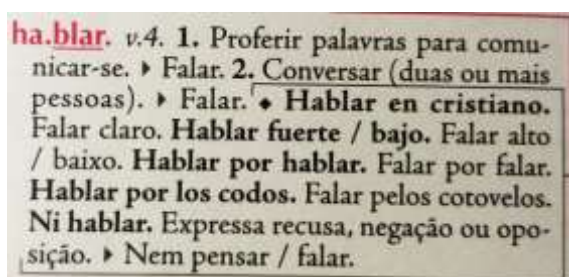 ha.blar. v.4. 1. Proferir palavras para comu-
nicar-se. ▸ Falar. 2. Conversar (duas ou mais
pessoas). ▸ Falar. ◆ Hablar en cristiano.
Falar claro. Hablar fuerte / bajo. Falar alto
/ baixo. Hablar por hablar. Falar por falar.
Hablar por los codos. Falar pelos cotovelos.
Ni hablar. Expressa recusa, negação ou opo-
sição. ▸ Nem pensar / falar.